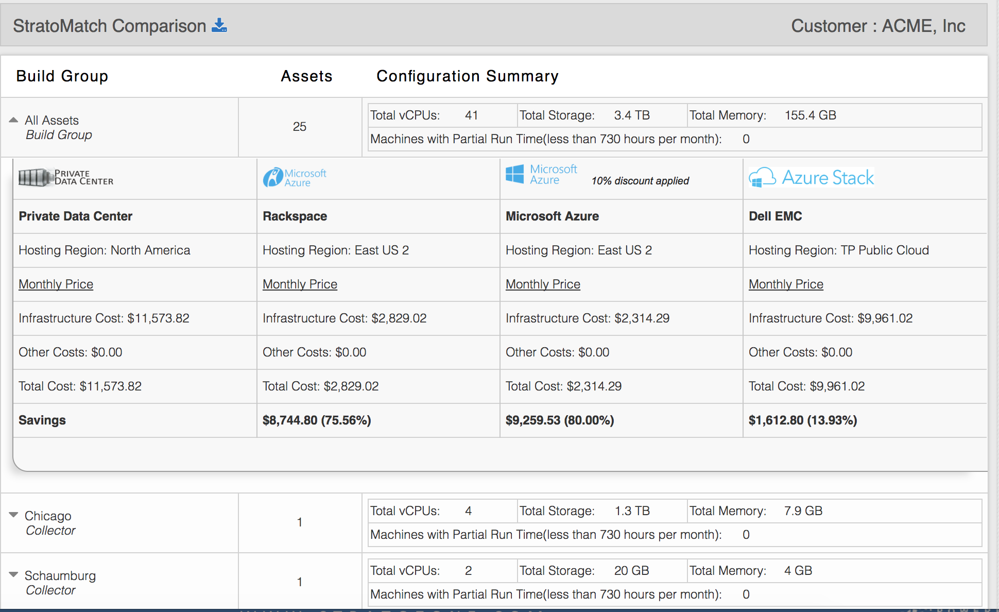 StratoMatch Comparison
Customer : ACME, Inc
Build Group Assets Configuration Summary
All Assets
Build Group
25
Total vCPUs: 41 Total Storage: 3.4 TB Total Memory: 155.4 GB
Machines with Partial Run Time(less than 730 hours per month): 0
PRIVATE
DATA CENTER
Microsoft
Azure
Microsoft
Azure
10% discount applied
Azure Stack
Private Data Center Rackspace Microsoft Azure Dell EMC
Hosting Region: North America Hosting Region: East US 2 Hosting Region: East US 2 Hosting Region: TP Public Cloud
Monthly Price Monthly Price Monthly Price Monthly Price
Infrastructure Cost: $11,573.82 Infrastructure Cost: $2,829.02 Infrastructure Cost: $2,314.29 Infrastructure Cost: $9,961.02
Other Costs: $0.00 Other Costs: $0.00 Other Costs: $0.00 Other Costs: $0.00
Total Cost: $11,573.82 Total Cost: $2,829.02 Total Cost: $2,314.29 Total Cost: $9,961.02
Savings $8,744.80 (75.56%) $9,259.53 (80.00%) $1,612.80 (13.93%)
Chicago
Collector
1
Total vCPUs: 4 Total Storage: 1.3 TB Total Memory: 7.9 GB
Machines with Partial Run Time(less than 730 hours per month): 0
Schaumburg
Collector
1
Total vCPUs: 2 Total Storage: 20 GB Total Memory: 4 GB
Machines with Partial Run Time(less than 730 hours per month): 0